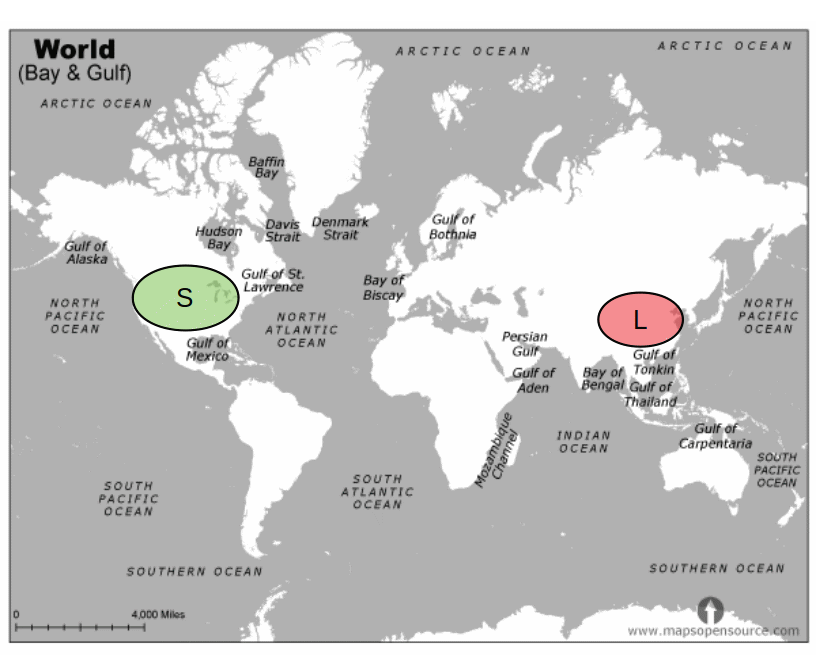 World
(Bay & Gulf)
ARCTIC OCEAN
ARCTIC OCEAN
ARCTIC OCEAN
Baffin
Bay
Hudson
Bay
Davis
Strait
Denmark
Strait
Gulf of
Bothnia
Gulf of
Alaska
Gulf of St.
Lawrence
Bay of
Biscay
S
L
NORTH
PACIFIC
OCEAN
NORTH
ATLANTIC
OCEAN
NORTH
PACIFIC
OCEAN
Gulf of
Mexico
Persian
Gulf
Gulf of
Aden
Bay of
Bengal
Gulf of
Tonkin
Gulf of
Thailand
Mozambique
Channel
INDIAN
OCEAN
Gulf of
Carpentaria
SOUTH
PACIFIC
OCEAN
SOUTH
PACIFIC
OCEAN
SOUTH
ATLANTIC
OCEAN
SOUTHERN OCEAN
SOUTHERN OCEAN
0 4,000 Miles
www.mapsopensource.com